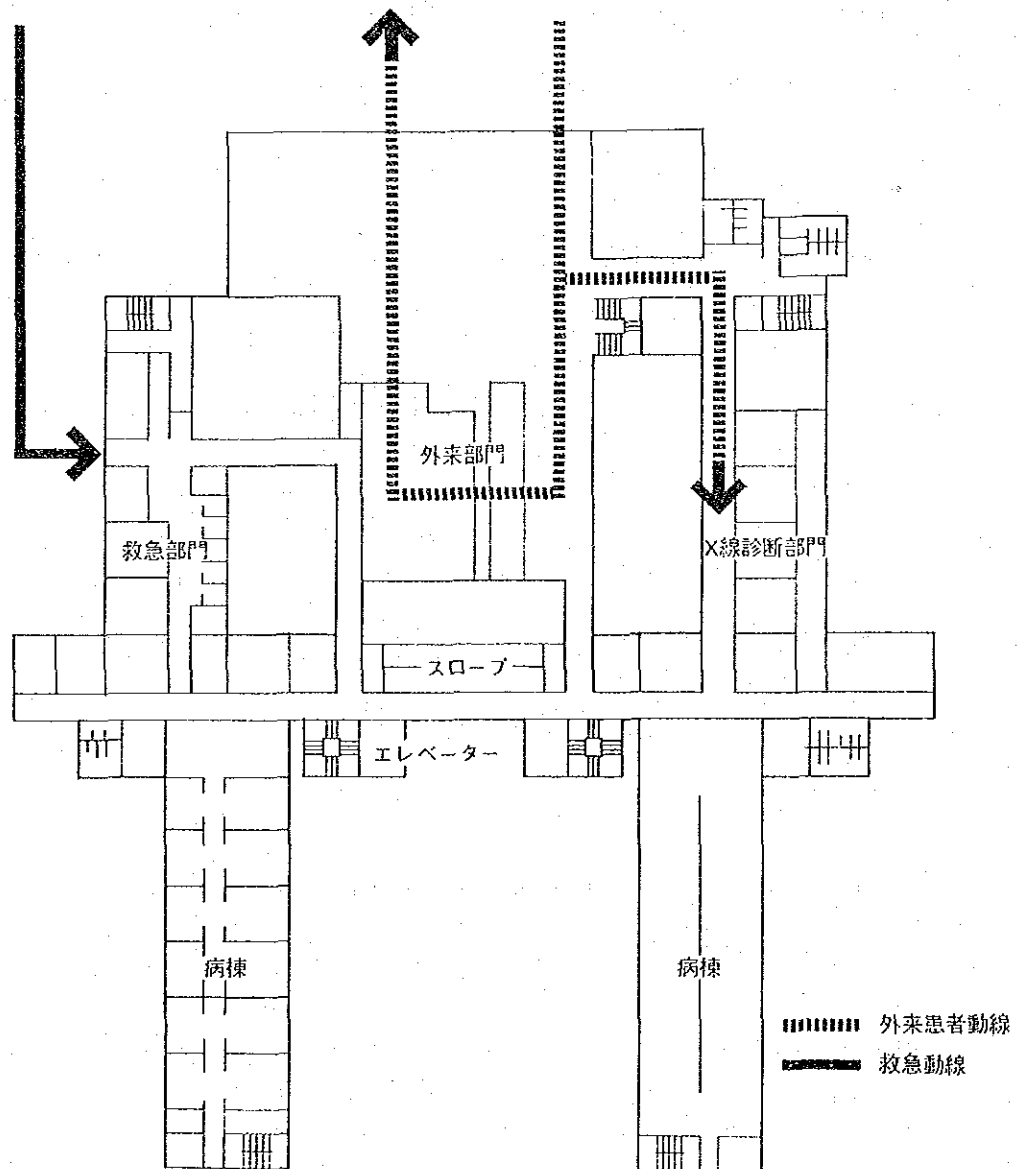 外来部門
救急部門
X線診断部門
スロープ
エレベーター
病棟
病棟
外来患者動線
救急動線